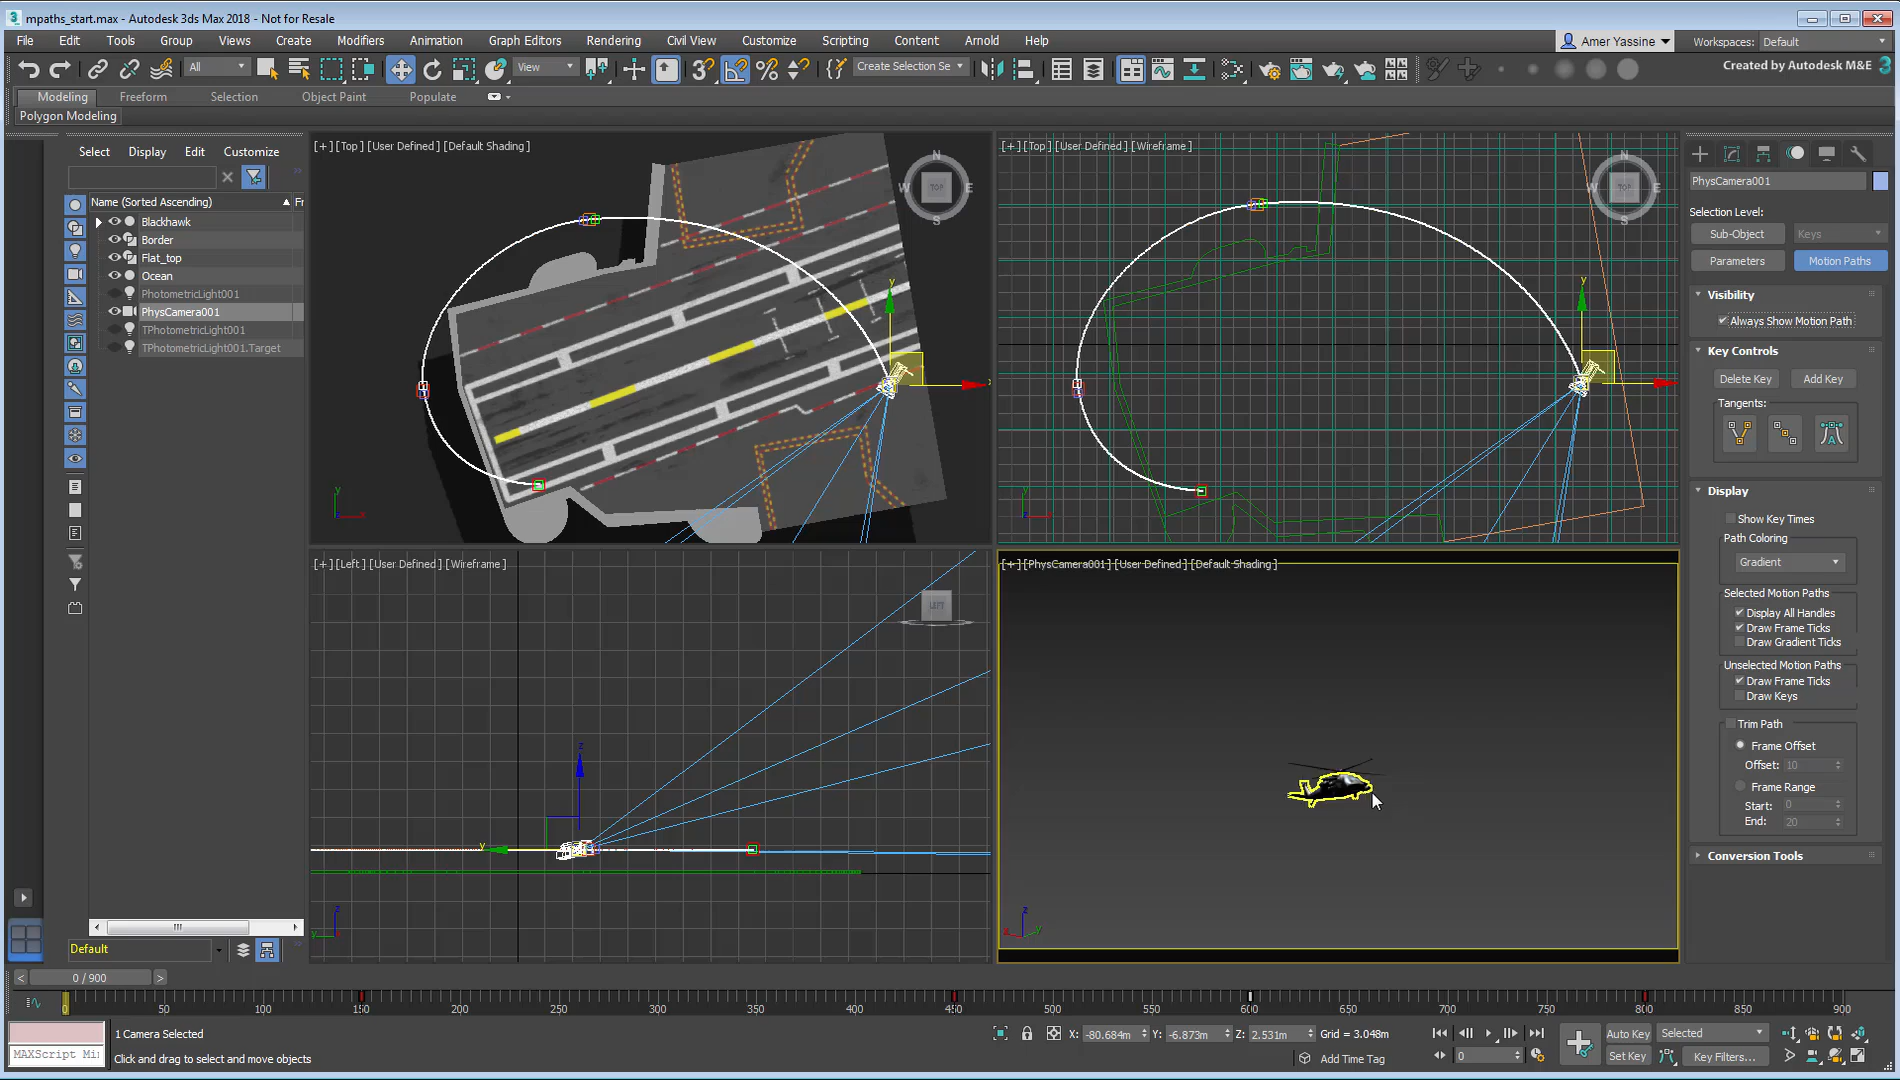 mpaths_start.max - Autodesk 3ds Max 2018 - Not for Resale
File Edit Tools Group Views Create Modifiers Animation Graph Editors Rendering Civil View Customize Scripting Content Arnold Help
Amer Yassine
Workspaces: Default
All
View
Create Selection Se
Created by Autodesk M&E 3
Modeling Freeform Selection Object Paint Populate
Polygon Modeling
Select Display Edit Customize
Name (Sorted Ascending) Fr
Blackhawk
Border
Flat_top
Ocean
PhotometricLight001
PhysCamera001
TPhotometricLight001
TPhotometricLight001.Target
Default
[+] [Top] [User Defined] [Default Shading]
N
W TOP E
S
y
x
y
x
[+] [Top] [User Defined] [Wireframe]
N
W TOP E
S
y
[+] [Left] [User Defined] [Wireframe]
LEFT
z
y
z
y
[+] [PhysCamera001] [User Defined] [Default Shading]
z
x y
PhysCamera001
Selection Level:
Sub-Object Keys
Parameters Motion Paths
Visibility
Always Show Motion Path
Key Controls
Delete Key Add Key
Tangents:
Display
Show Key Times
Path Coloring
Gradient
Selected Motion Paths
Display All Handles
Draw Frame Ticks
Draw Gradient Ticks
Unselected Motion Paths
Draw Frame Ticks
Draw Keys
Trim Path
Frame Offset
Offset: 10
Frame Range
Start: 0
End: 20
Conversion Tools
< 0 / 900 >
0 50 100 150 200 250 300 350 400 450 500 550 600 650 700 750 800 850 900
1 Camera Selected
X: -80.684m Y: -6.873m Z: 2.531m Grid = 3.048m
Auto Key Selected
MAXScript Mi
Click and drag to select and move objects
Add Time Tag
0
Set Key Key Filters...